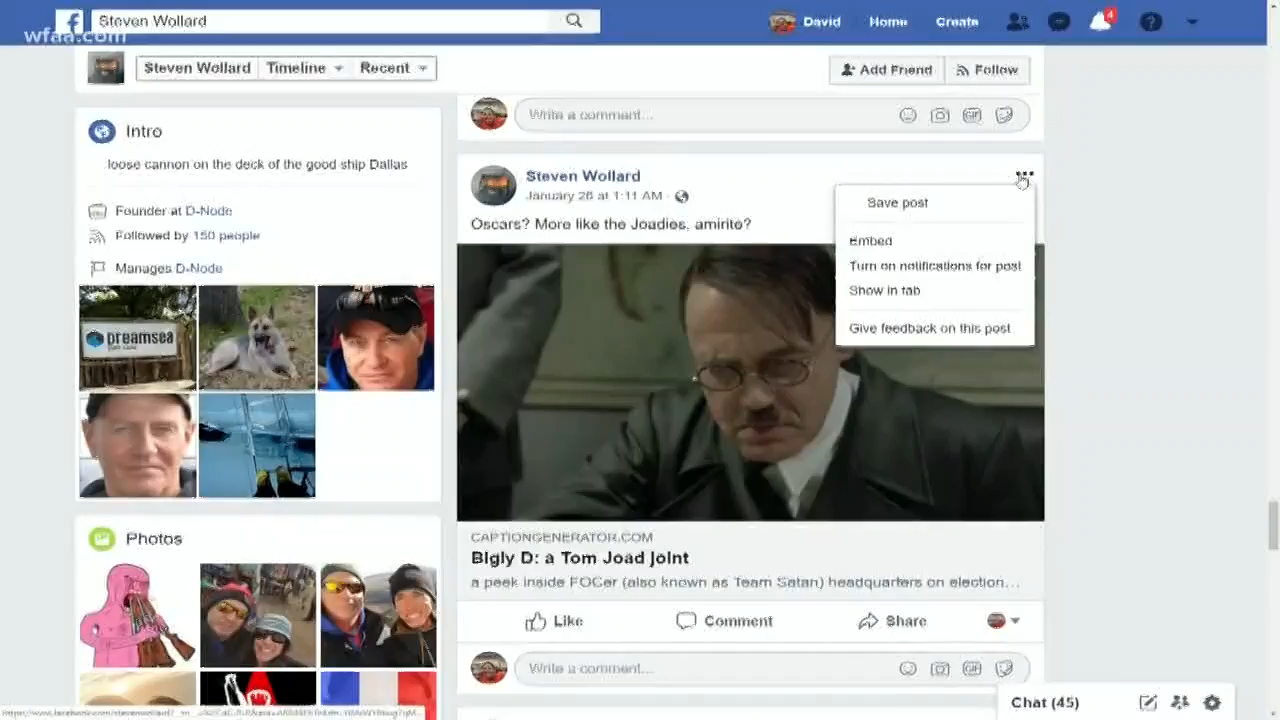 Steven Wollard
wfaa.com
David Home Create 4
Steven Wollard Timeline Recent
Add Friend Follow
Write a comment...
GIF
Intro
loose cannon on the deck of the good ship Dallas
Founder at D-Node
Followed by 150 people
Manages D-Node
Dreamsea
Steven Wollard
January 26 at 1:11 AM
Oscars? More like the Joadies, amirite?
Save post
Embed
Turn on notifications for post
Show in tab
Give feedback on this post
CAPTIONGENERATOR.COM
Bigly D: a Tom Joad joint
a peek inside FOCer (also known as Team Satan) headquarters on election...
Like Comment Share
Photos
Write a comment...
GIF
Chat (45)